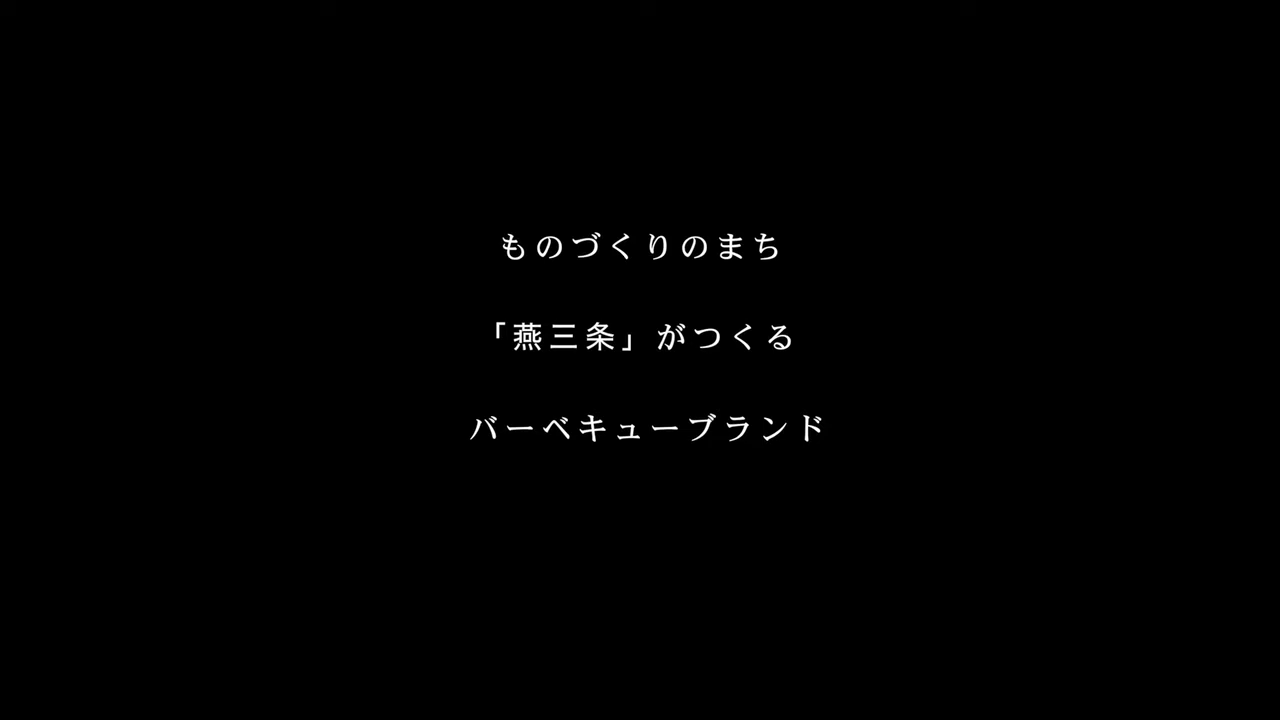 ものづくりのまち
「燕三条」がつくる
バーベキューブランド